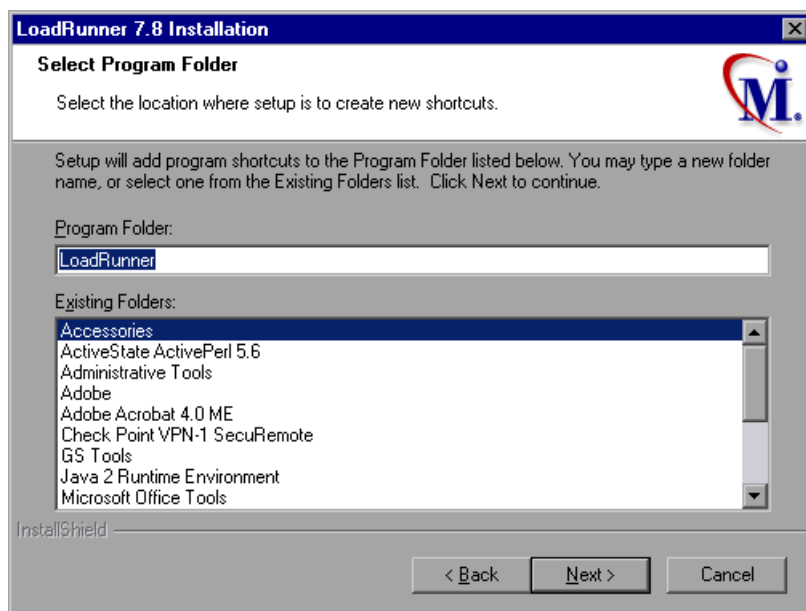 LoadRunner 7.8 Installation
Select Program Folder
Select the location where setup is to create new shortcuts.
M.
Setup will add program shortcuts to the Program Folder listed below. You may type a new folder
name, or select one from the Existing Folders list. Click Next to continue.
Program Folder:
LoadRunner
Existing Folders:
Accessories
ActiveState ActivePerl 5.6
Administrative Tools
Adobe
Adobe Acrobat 4.0 ME
Check Point VPN-1 SecuRemote
GS Tools
Java 2 Runtime Environment
Microsoft Office Tools
InstallShield
< Back
Next >
Cancel